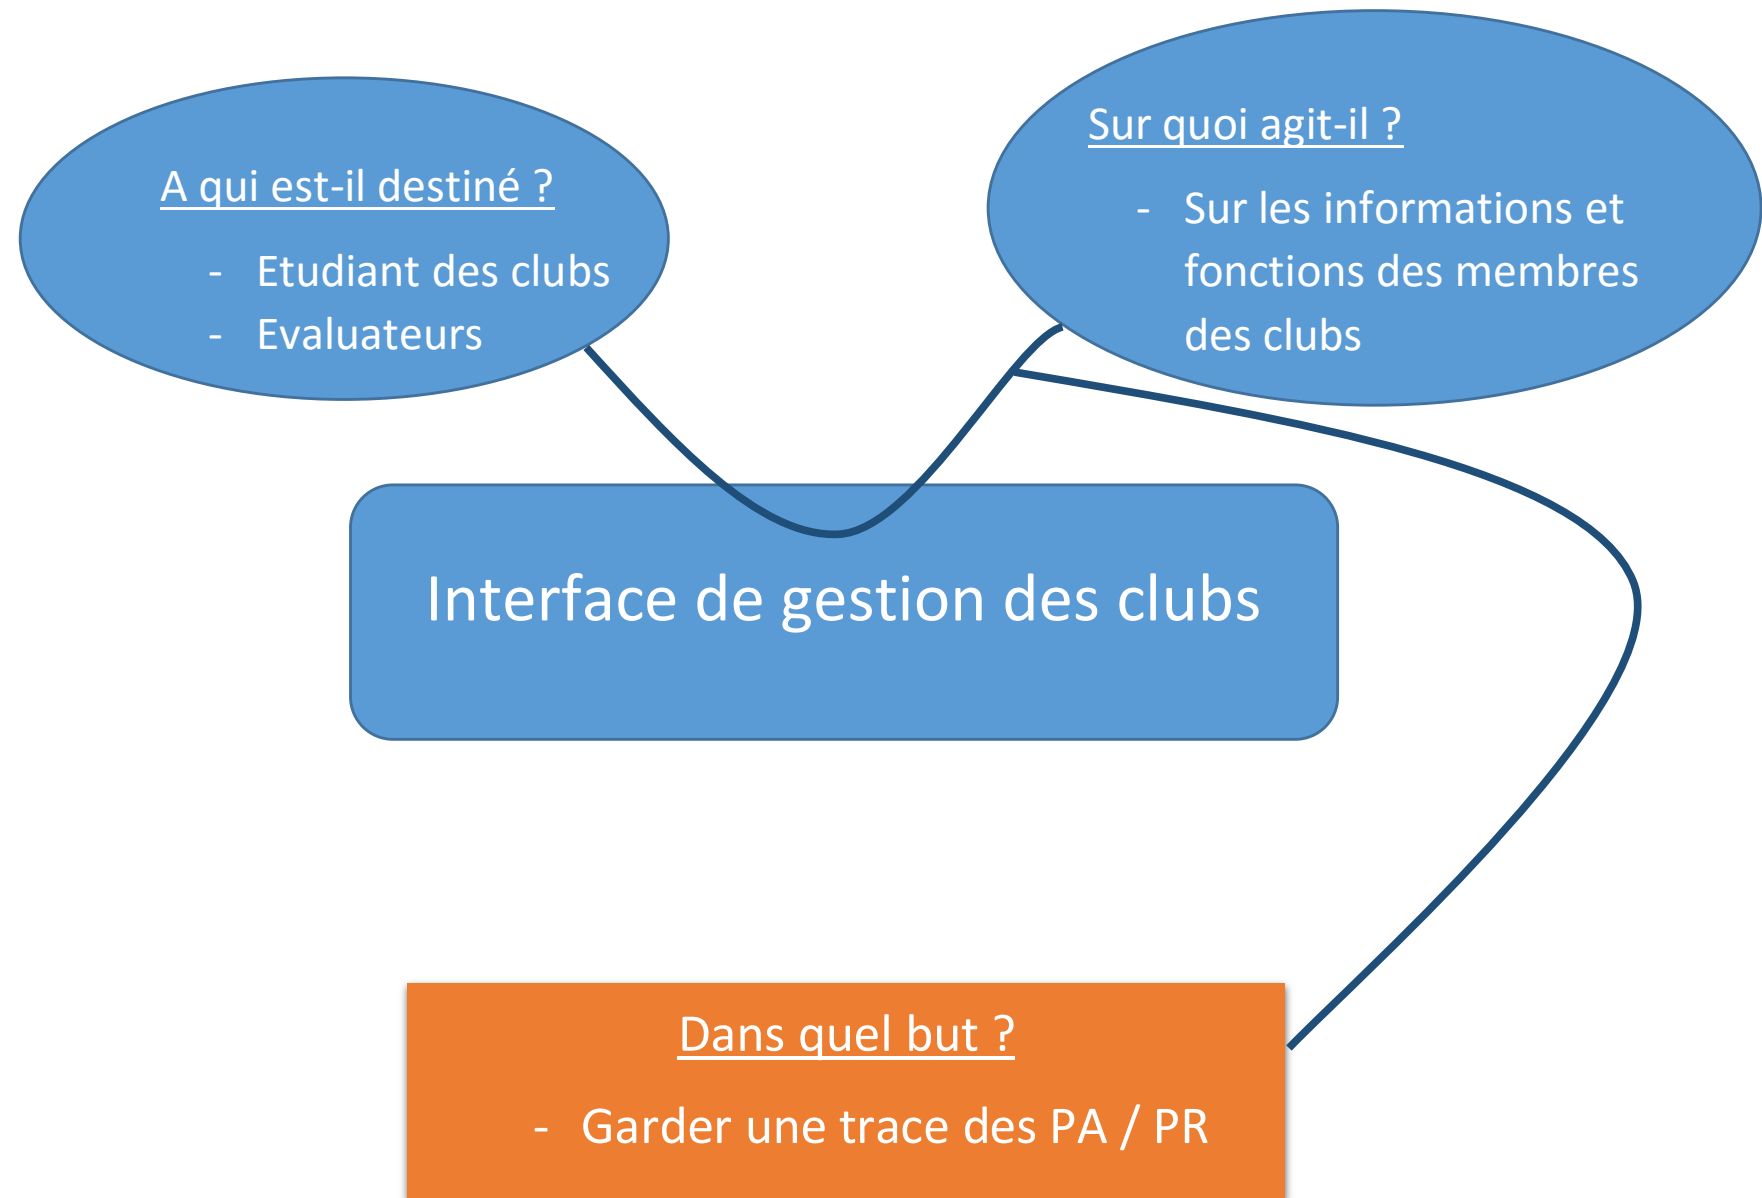 A qui est-il destiné ?
- Etudiant des clubs
- Evaluateurs
Sur quoi agit-il ?
- Sur les informations et
fonctions des membres
des clubs
Interface de gestion des clubs
Dans quel but ?
- Garder une trace des PA / PR